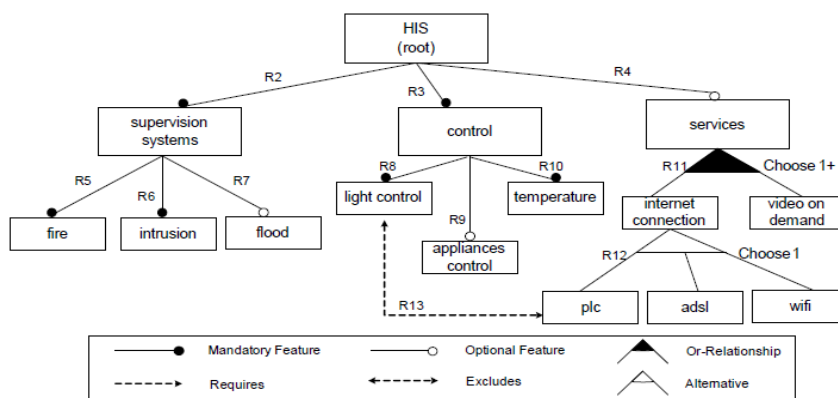 HIS
(root)
R2
R3
R4
supervision
systems
control
services
R5
R6
R7
R8
R9
R10
R11
Choose 1+
fire
intrusion
flood
light control
temperature
appliances
control
internet
connection
video on
demand
R12
Choose 1
R13
plc
adsl
wifi
Mandatory Feature
Optional Feature
Or-Relationship
Requires
Excludes
Alternative